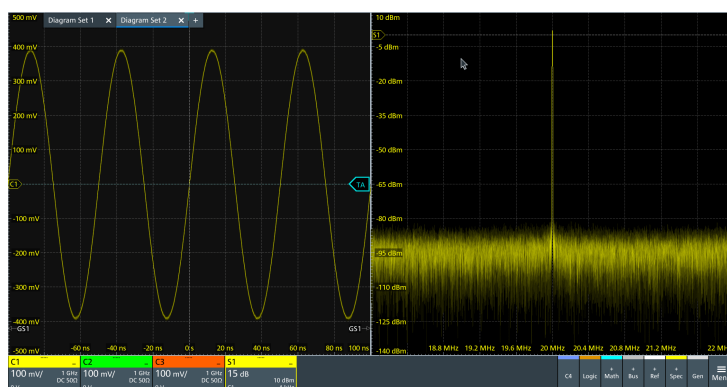 500 mV
Diagram Set 1 ×
Diagram Set 2 ×
+
400 mV
300 mV
200 mV
100 mV
C1
TA
-100 mV
-200 mV
-300 mV
-400 mV
GS1
GS1
-500 mV
-60 ns
-40 ns
-20 ns
0 ns
20 ns
40 ns
60 ns
80 ns
100 ns
10 dBm
S1
-5 dBm
-20 dBm
-35 dBm
-50 dBm
-65 dBm
-80 dBm
-95 dBm
-110 dBm
-125 dBm
-140 dBm
18.8 MHz
19.2 MHz
19.6 MHz
20 MHz
20.4 MHz
20.8 MHz
21.2 MHz
22 M
C1
100 mV/
1 GHz
DC 50Ω
C2
100 mV/
1 GHz
DC 50Ω
C3
100 mV/
1 GHz
DC 50Ω
S1
15 dB
10 dBm
C4
Logic
+
Math
+
Bus
+
Ref
+
Spec
Gen
Men